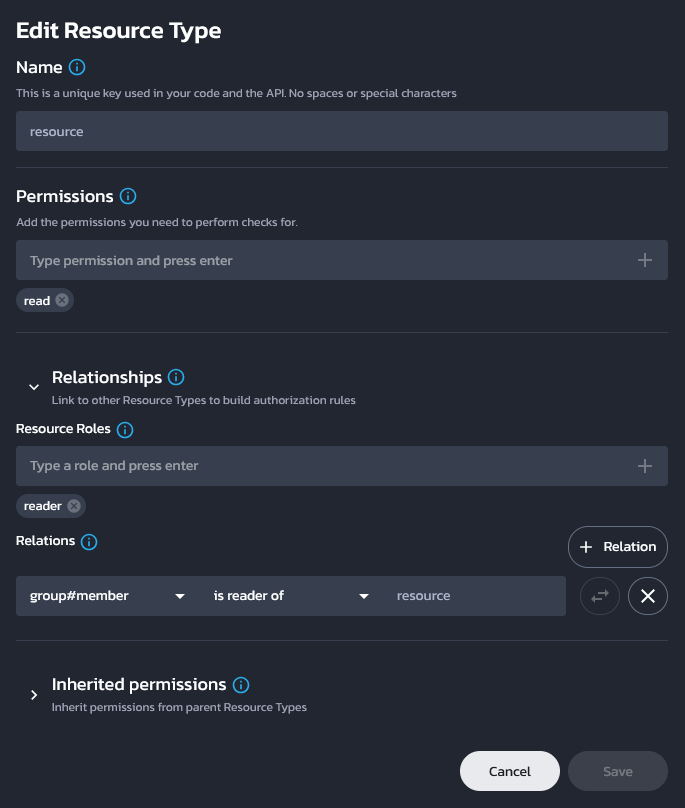 Edit Resource Type
Name
This is a unique key used in your code and the API. No spaces or special characters
resource
Permissions
Add the permissions you need to perform checks for.
Type permission and press enter
read
Relationships
Link to other Resource Types to build authorization rules
Resource Roles
Type a role and press enter
reader
Relations
Relation
group#member is reader of resource
Inherited permissions
Inherit permissions from parent Resource Types
Cancel Save